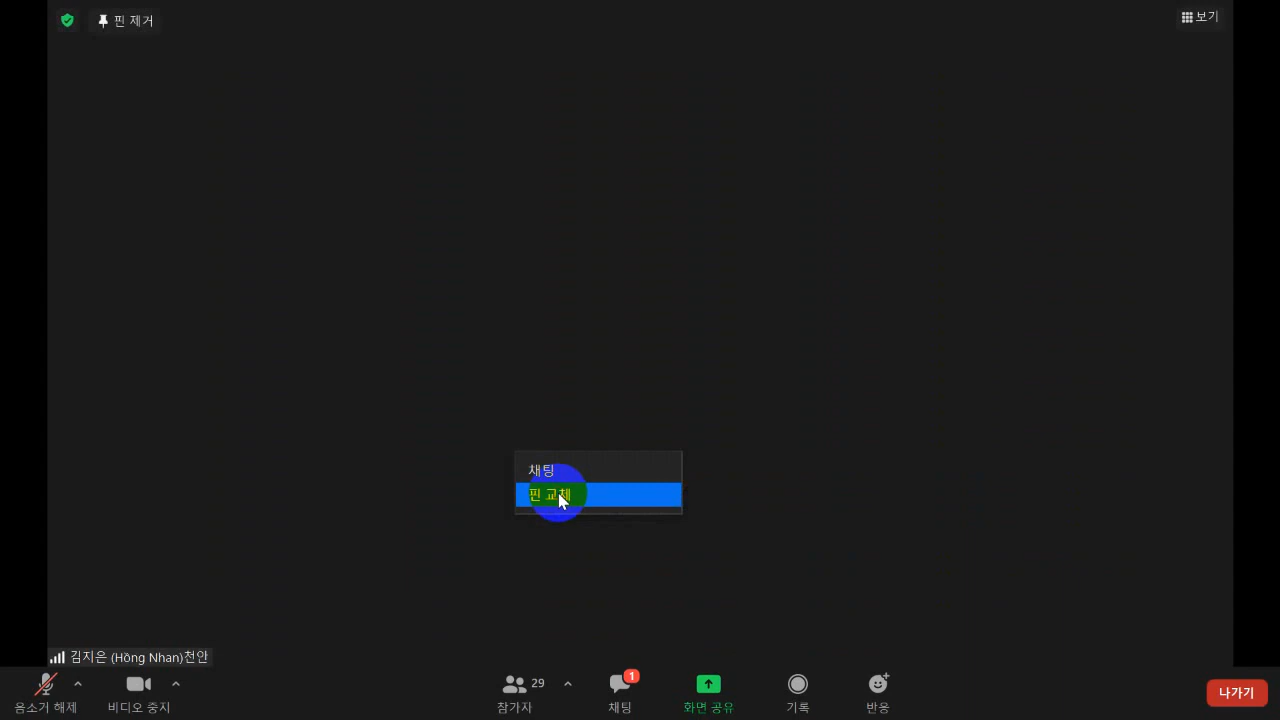 핀 제거
보기
채팅
핀 교체
김지은 (Hồng Nhan)천안
음소거 해제
비디오 중지
29
참가자
1
채팅
화면 공유
기록
반응
나가기